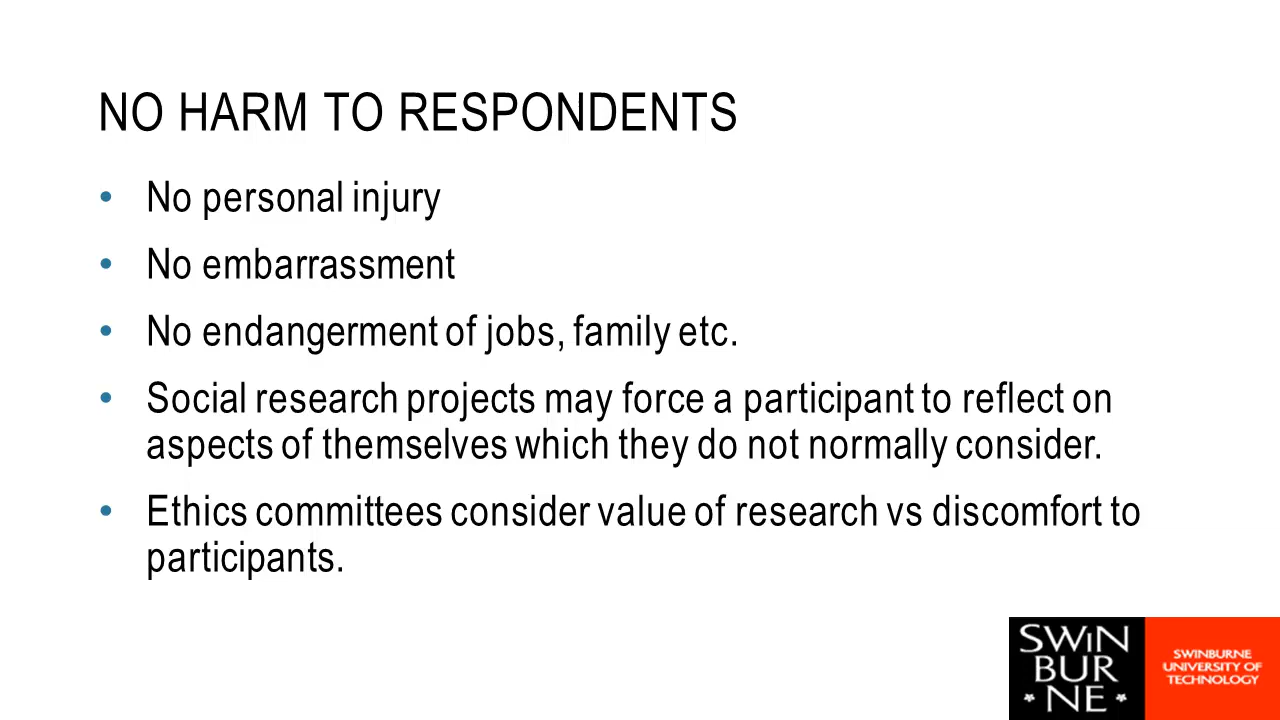 NO HARM TO RESPONDENTS
• No personal injury
• No embarrassment
• No endangerment of jobs, family etc.
• Social research projects may force a participant to reflect on
aspects of themselves which they do not normally consider.
• Ethics committees consider value of research vs discomfort to
participants.
SWIN
BUR
* NE *
SWINBURNE
UNIVERSITY OF
TECHNOLOGY